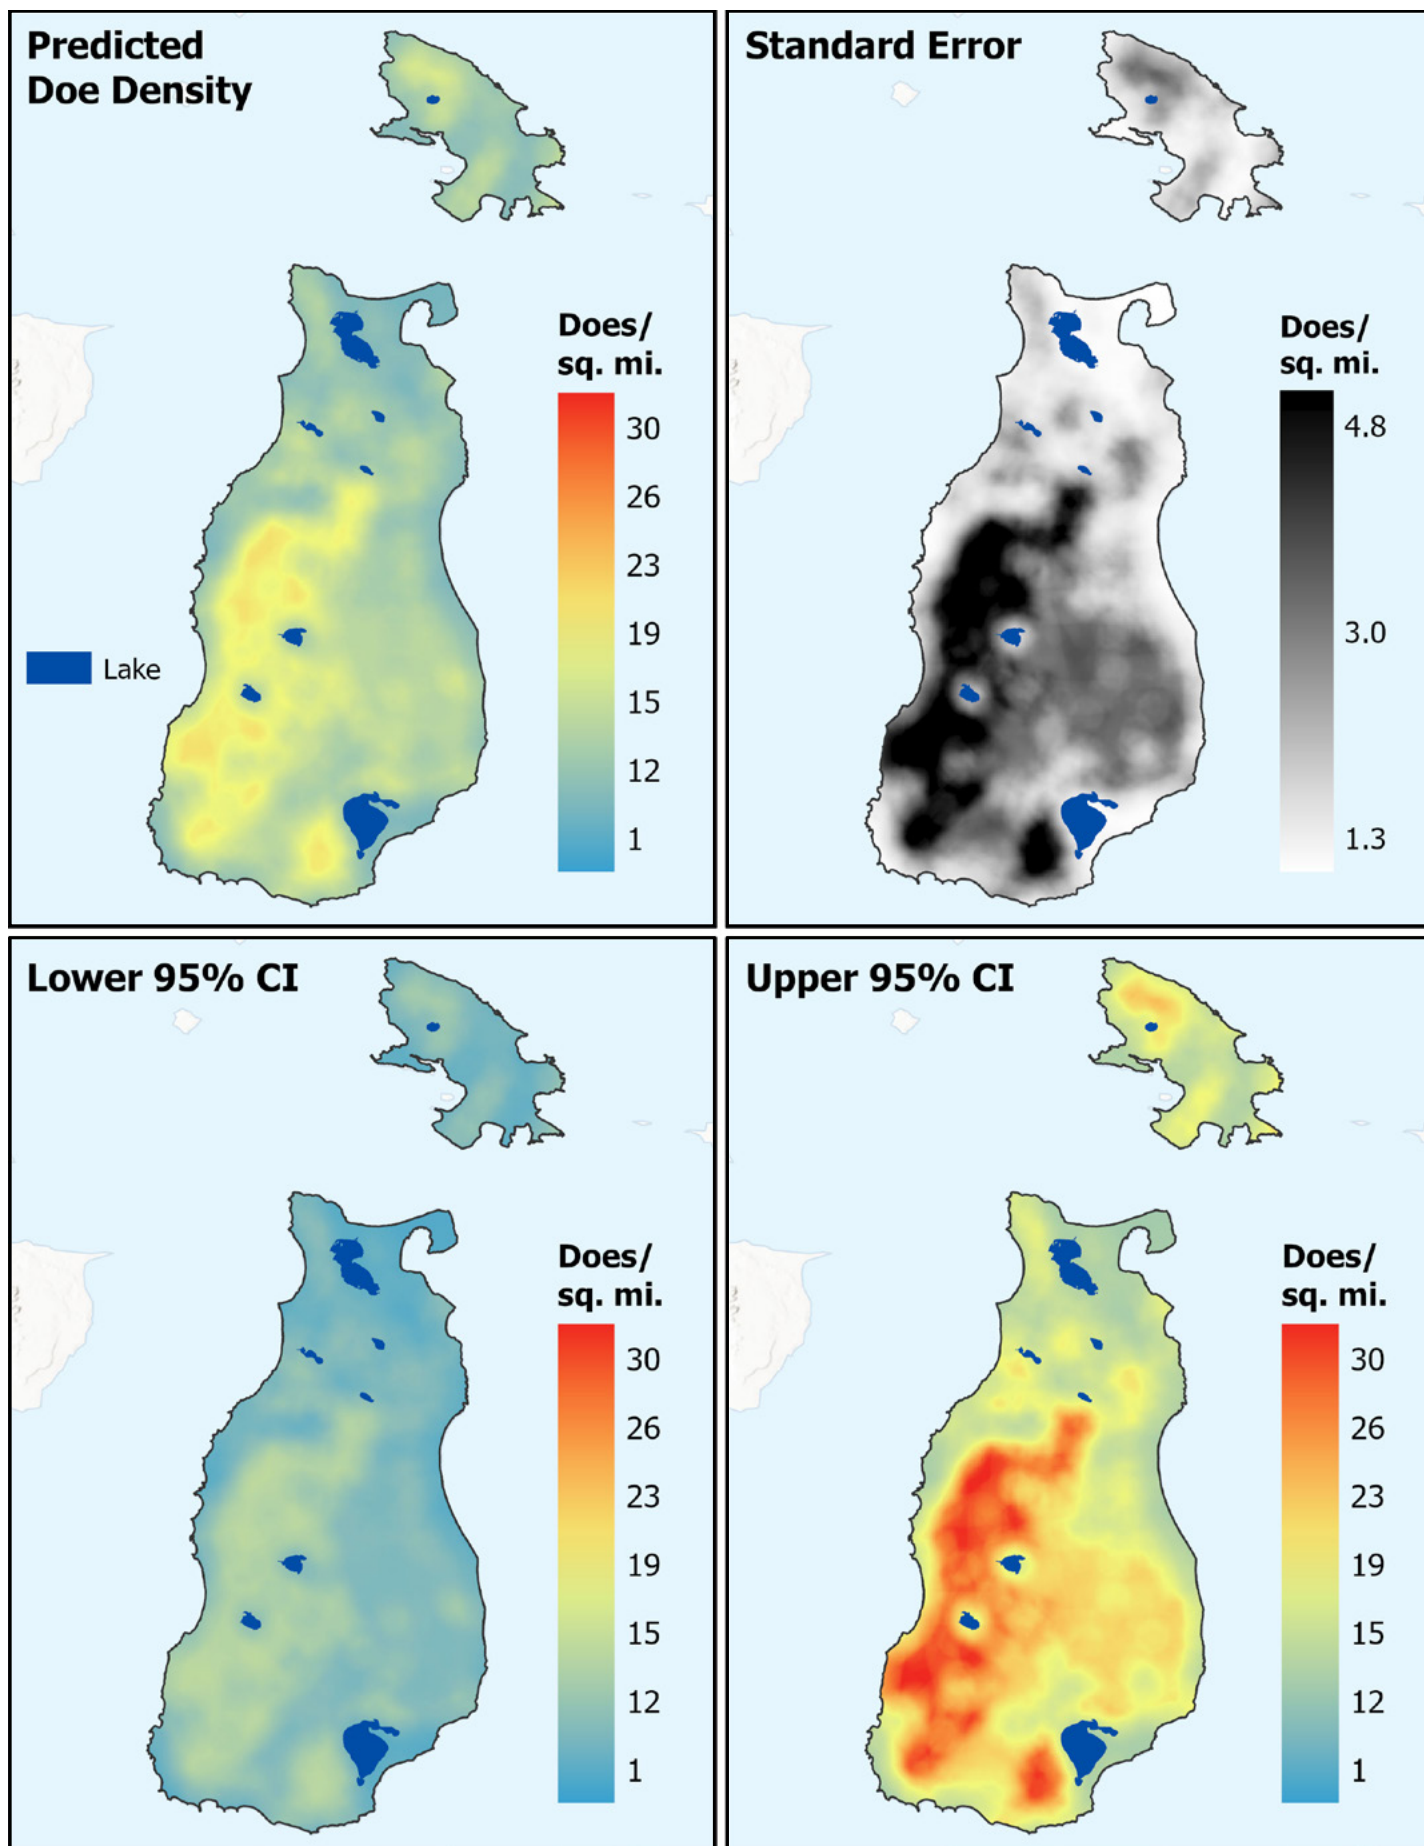 Predicted
Doe Density
Does/
sq. mi.
30
26
23
19
15
12
1
Lake
Standard Error
Does/
sq. mi.
4.8
3.0
1.3
Lower 95% CI
Does/
sq. mi.
30
26
23
19
15
12
1
Upper 95% CI
Does/
sq. mi.
30
26
23
19
15
12
1